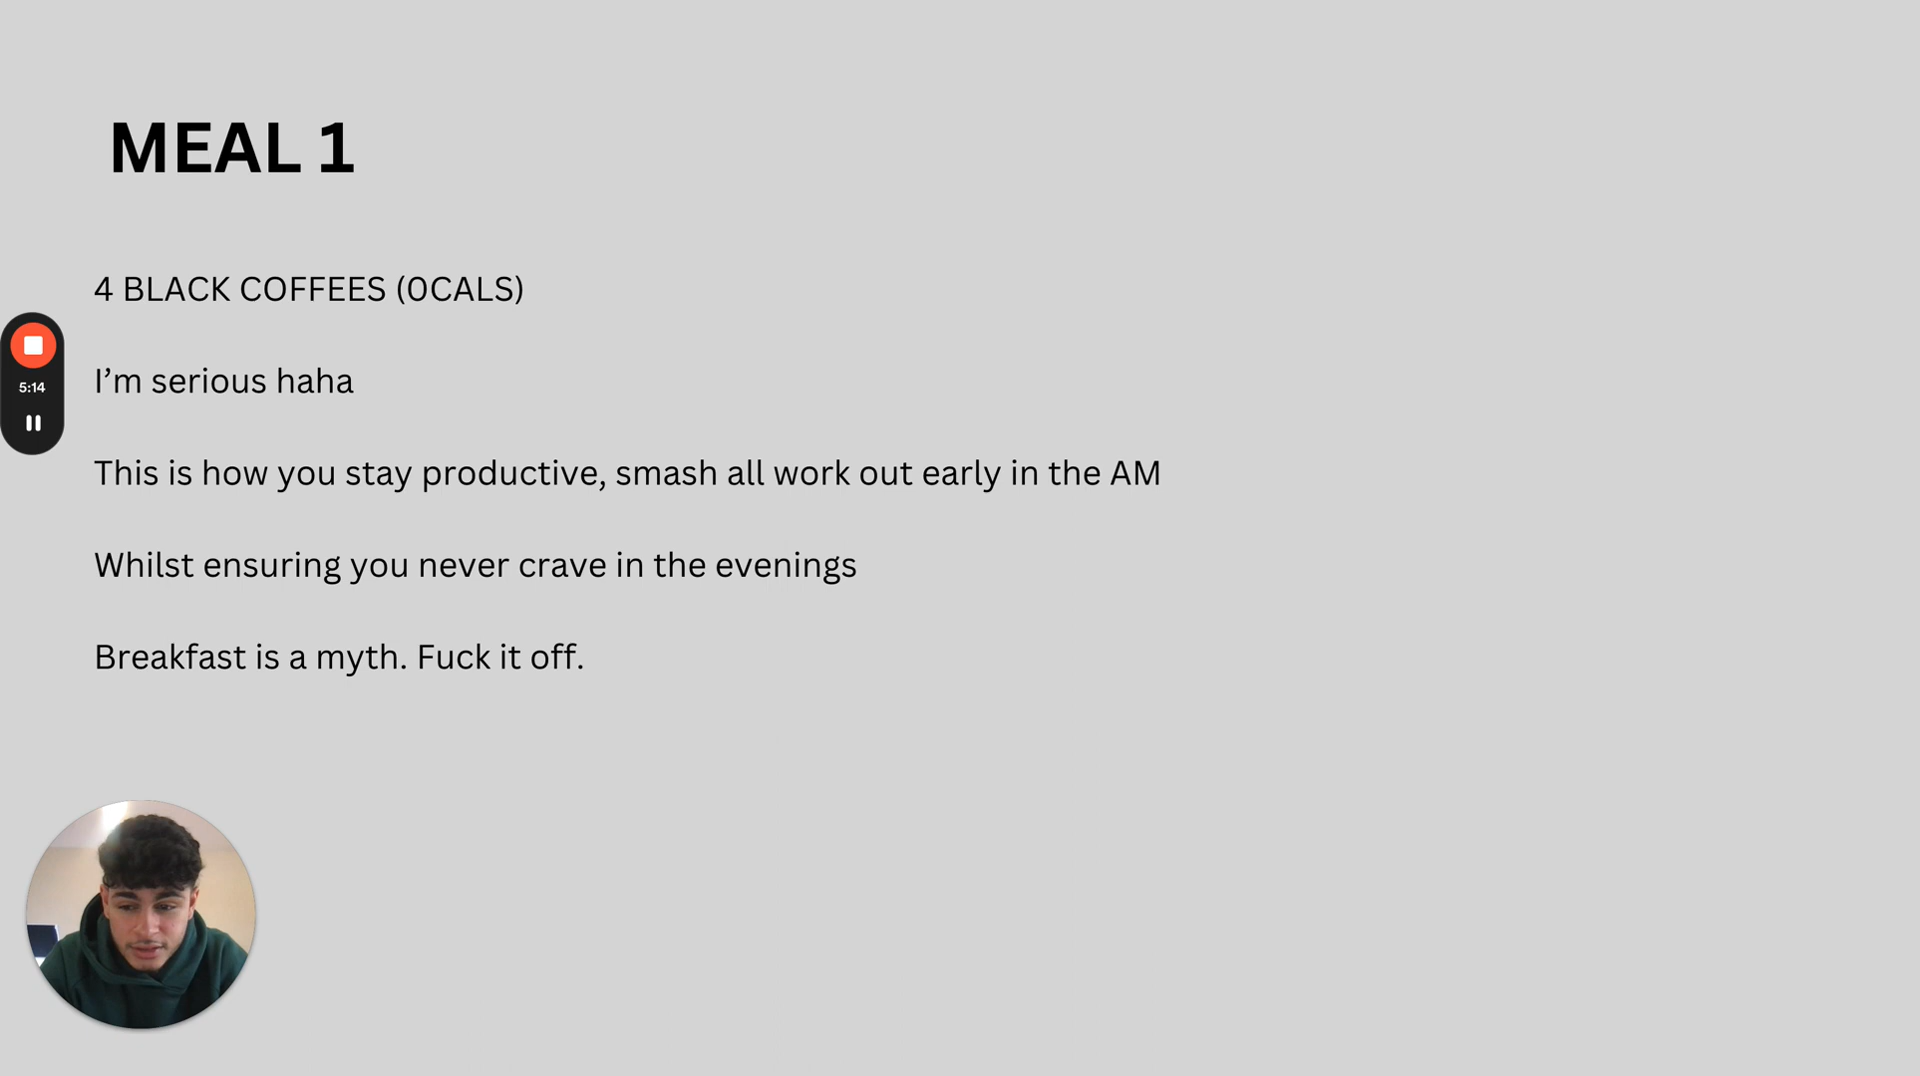 MEAL 1
4 BLACK COFFEES (0CALS)
I’m serious haha
5:14
This is how you stay productive, smash all work out early in the AM
Whilst ensuring you never crave in the evenings
Breakfast is a myth. Fuck it off.